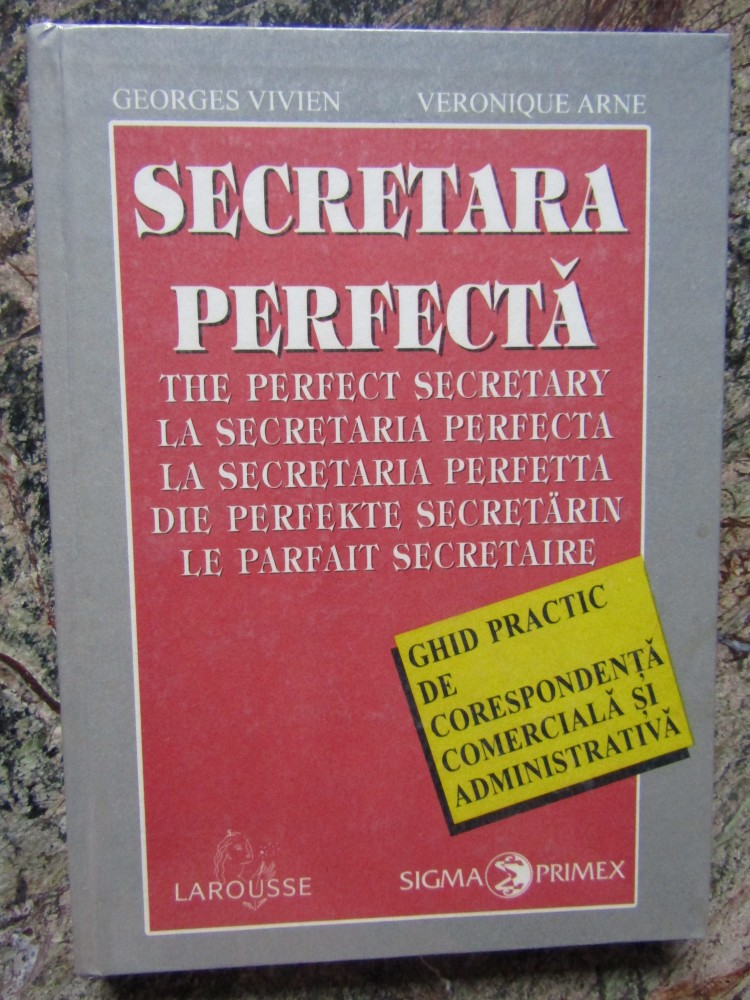 GEORGES VIVIEN VERONIQUE ARNE
SECRETARA
PERFECTĂ
THE PERFECT SECRETARY
LA SECRETARIA PERFECTA
LA SECRETARIA PERFETTA
DIE PERFEKTE SECRETÄRIN
LE PARFAIT SECRETAIRE
GHID PRACTIC
DE
CORESPONDENȚĂ
COMERCIALĂ ȘI
ADMINISTRATIVĂ
LAROUSSE
SIGMA PRIMEX